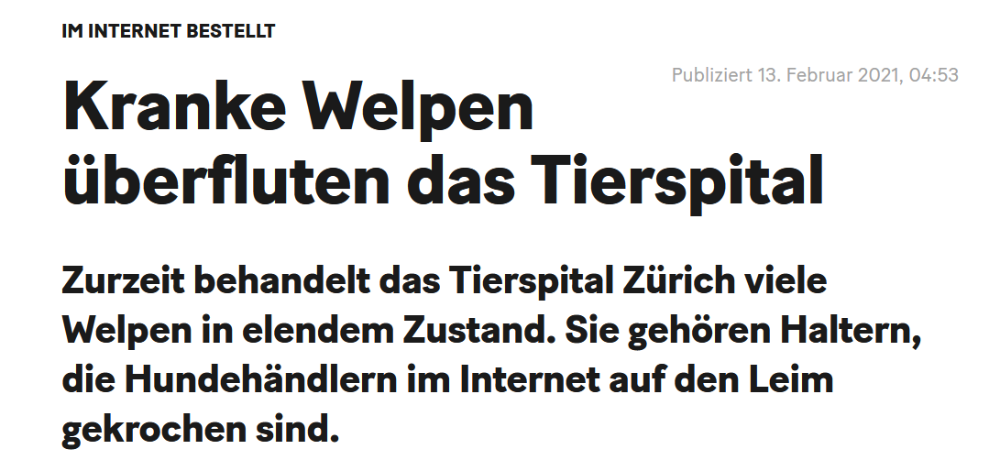 IM INTERNET BESTELLT
Publiziert 13. Februar 2021, 04:53
Kranke Welpen
überfluten das Tierspital
Zurzeit behandelt das Tierspital Zürich viele
Welpen in elendem Zustand. Sie gehören Haltern,
die Hundehändlern im Internet auf den Leim
gekrochen sind.